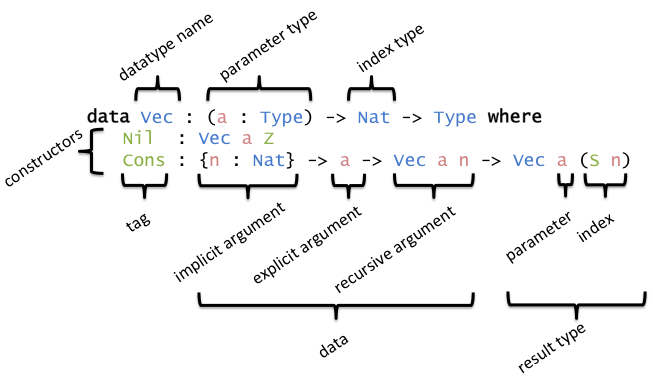 datatype name
parameter type
index type
data Vec : (a : Type) -> Nat -> Type where
constructors
Nil : Vec a Z
Cons : {n : Nat} -> a -> Vec a n -> Vec a (S n)
tag
implicit argument
explicit argument
recursive argument
parameter
index
data
result type